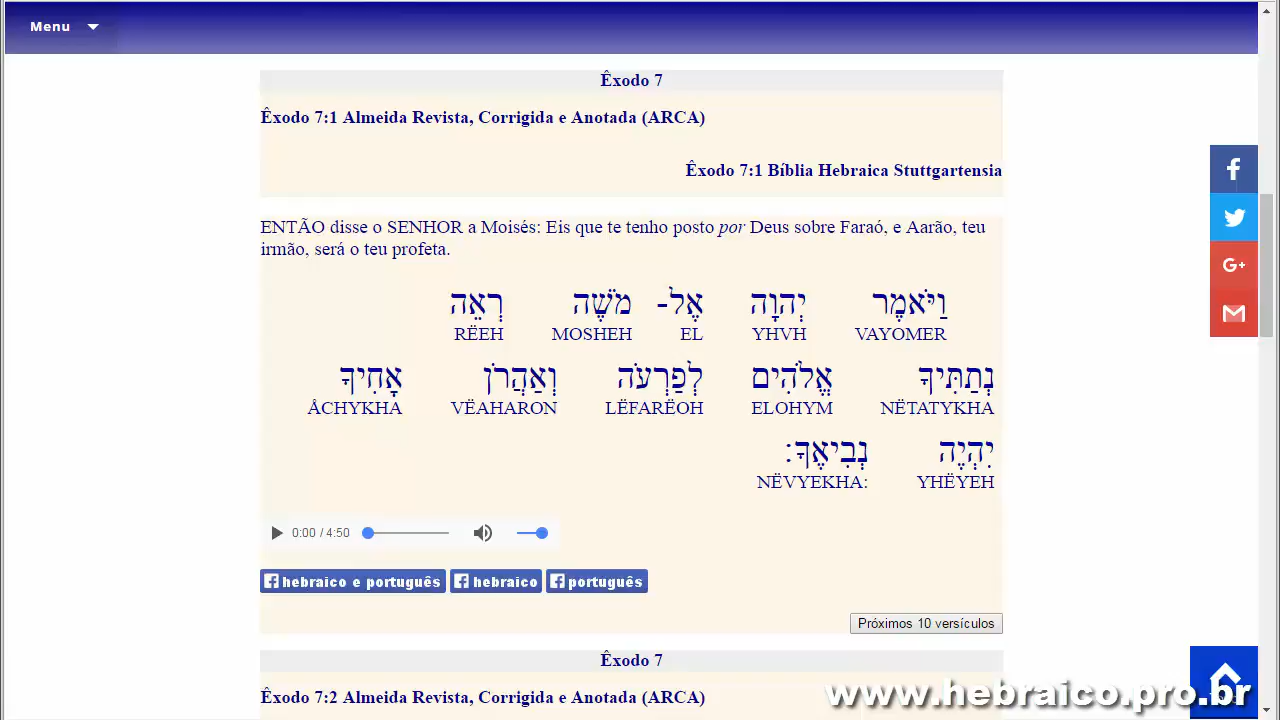 Menu
Êxodo 7
Êxodo 7:1 Almeida Revista, Corrigida e Anotada (ARCA)
Êxodo 7:1 Bíblia Hebraica Stuttgartensia
ENTÃO disse o SENHOR a Moisés: Eis que te tenho posto por Deus sobre Faraó, e Aarão, teu
irmão, será o teu profeta.
וַיֹּאמֶר יְהוָה אֶל- מֹשֶׁה רְאֵה
RËEH MOSHEH EL YHVH VAYOMER
נְתַתִּיךָ אֱלֹהִים לְפַרְעֹה וְאַהֲרֹן אָחִיךָ
ÅCHYKHA VËAHARON LËFARËOH ELOHYM NËTATYKHA
יִהְיֶה נְבִיאֶךָ:
NËVYEKHA: YHËYEH
0:00 / 4:50
hebraico e português hebraico português
Próximos 10 versículos
Êxodo 7
Êxodo 7:2 Almeida Revista, Corrigida e Anotada (ARCA)
www.hebraico.pro.br